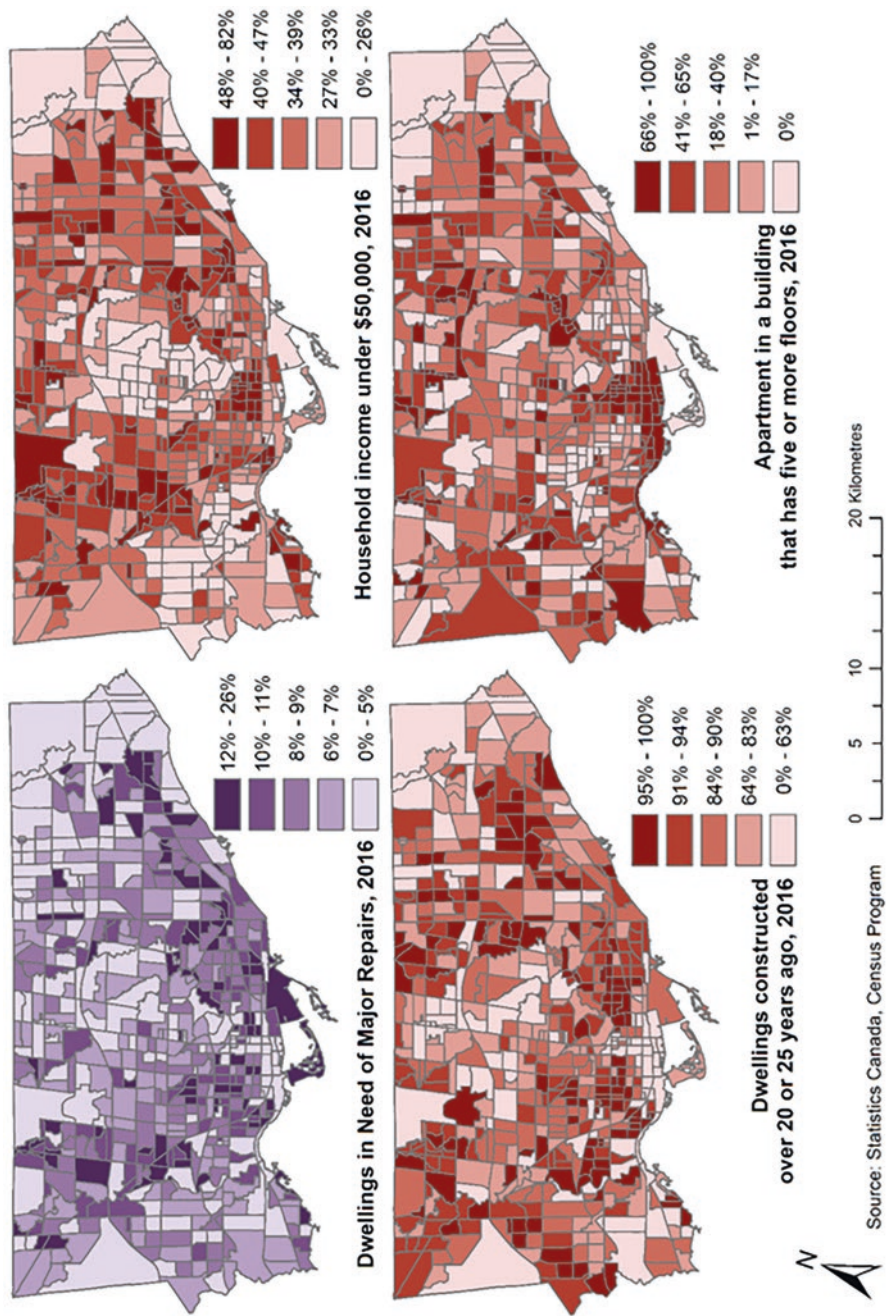 Dwellings in Need of Major Repairs, 2016
12% - 26%
10% - 11%
8% - 9%
6% - 7%
0% - 5%
Household income under $50,000, 2016
48% - 82%
40% - 47%
34% - 39%
27% - 33%
0% - 26%
Dwellings constructed
over 20 or 25 years ago, 2016
95% - 100%
91% - 94%
84% - 90%
64% - 83%
0% - 63%
Apartment in a building
that has five or more floors, 2016
66% - 100%
41% - 65%
18% - 40%
1% - 17%
0%
N
0 5 10 20 Kilometres
Source: Statistics Canada, Census Program